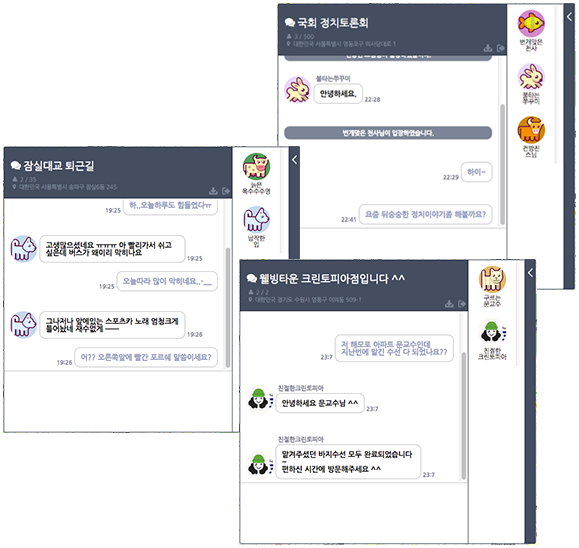 국회 정치토론회
3 / 500
대한민국 서울특별시 영등포구 의사당대로 1
불타는쭈꾸미
안녕하세요,
22:28
번개맞은 천사님이 입장하였습니다.
하이~
22:29
요즘 뒤숭숭한 정치이야기좀 해볼까요?
22:41
번개맞은
천사
불타는
쭈꾸미
건방진
스님
잠실대교 퇴근길
2 / 35
대한민국 서울특별시 송파구 잠실6동 245
하,,오늘하루도 힘들었다ㅠ
19:25
고생많으셨네요 ㅠㅠㅠ 아 빨리가서 쉬고
싶은데 버스가 왜이리 막히나요
19:25
오늘따라 많이 막히네요,,-__
19:25
그나저나 앞에있는 스포츠카 노래 엄청크게
틀어놨네 재수없게 ㅡㅡ
19:26
어?? 오른쪽앞에 빨간 포르쉐 말씀이세요?
19:26
늙은
옥수수수염
납작한
입
웰빙타운 크린토피아점입니다 ^^
2 / 2
대한민국 경기도 수원시 영통구 이의동 509-1
저 해모로 아파트 문교수인데
지난번에 맡긴 수선 다 되었나요??
23:7
친절한크린토피아
안녕하세요 문교수님 ^^
23:7
친절한크린토피아
맡겨주셨던 바지수선 모두 완료되었습니다
~
편하신 시간에 방문해주세요 ^^
23:7
구르는
문교수
친절한
크린토피아